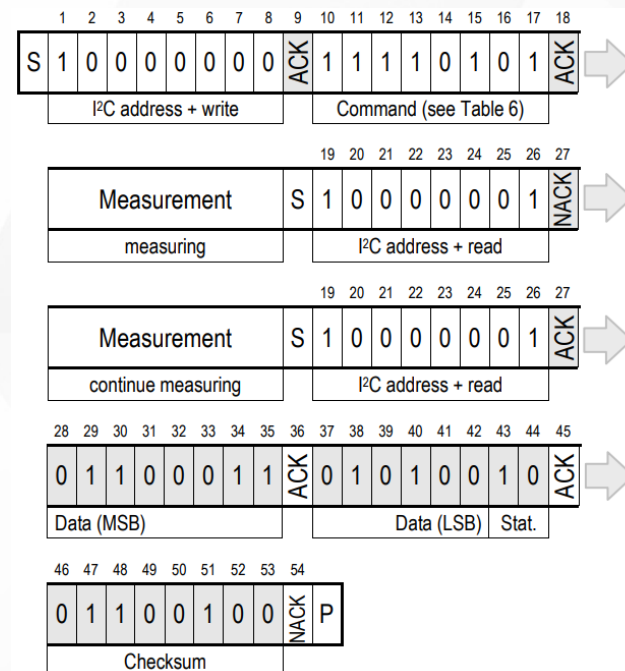 1 2 3 4 5 6 7 8 9 10 11 12 13 14 15 16 17 18
S 1 0 0 0 0 0 0 0 ACK 1 1 1 1 0 1 0 1 ACK
I²C address + write Command (see Table 6)
19 20 21 22 23 24 25 26 27
Measurement S 1 0 0 0 0 0 0 1 NACK
measuring I²C address + read
19 20 21 22 23 24 25 26 27
Measurement S 1 0 0 0 0 0 0 1 ACK
continue measuring I²C address + read
28 29 30 31 32 33 34 35 36 37 38 39 40 41 42 43 44 45
0 1 1 0 0 0 1 1 ACK 0 1 0 1 0 0 1 0 ACK
Data (MSB) Data (LSB) Stat.
46 47 48 49 50 51 52 53 54
0 1 1 0 0 1 0 0 NACK P
Checksum